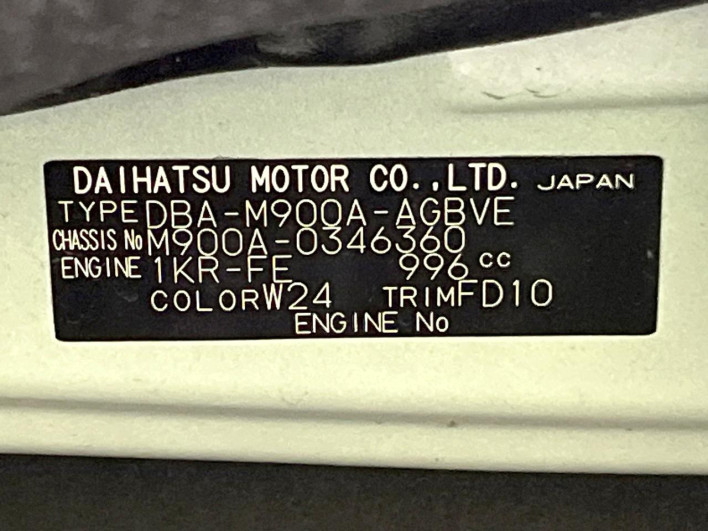 DAIHATSU MOTOR CO.,LTD. JAPAN
TYPE DBA-M900A-AGBVE
CHASSIS No M900A-0346360
ENGINE 1KR-FE 996 cc
COLOR W24 TRIM FD10
ENGINE No